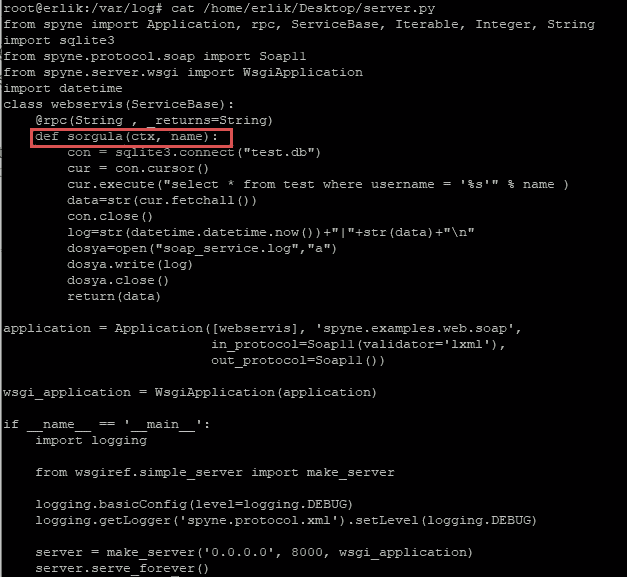 root@erlik:/var/log# cat /home/erlik/Desktop/server.py
from spyne import Application, rpc, ServiceBase, Iterable, Integer, String
import sqlite3
from spyne.protocol.soap import Soap11
from spyne.server.wsgi import WsgiApplication
import datetime
class webservis(ServiceBase):
    @rpc(String , _returns=String)
    def sorgula(ctx, name):
        con = sqlite3.connect("test.db")
        cur = con.cursor()
        cur.execute("select * from test where username = '%s'" % name )
        data=str(cur.fetchall())
        con.close()
        log=str(datetime.datetime.now())+"|"+str(data)+"\n"
        dosya=open("soap_service.log","a")
        dosya.write(log)
        dosya.close()
        return(data)

application = Application([webservis], 'spyne.examples.web.soap',
                          in_protocol=Soap11(validator='lxml'),
                          out_protocol=Soap11())

wsgi_application = WsgiApplication(application)

if __name__ == '__main__':
    import logging

    from wsgiref.simple_server import make_server

    logging.basicConfig(level=logging.DEBUG)
    logging.getLogger('spyne.protocol.xml').setLevel(logging.DEBUG)

    server = make_server('0.0.0.0', 8000, wsgi_application)
    server.serve_forever()